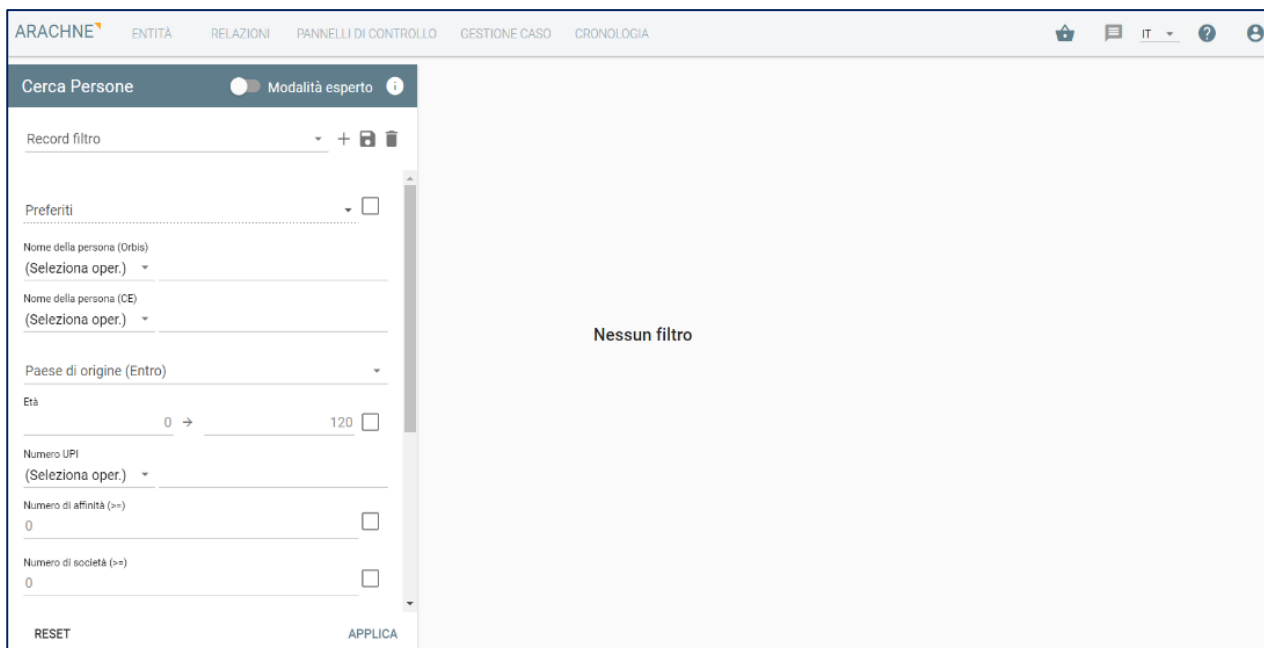 ARACHNE ENTITÀ RELAZIONI PANNELLI DI CONTROLLO GESTIONE CASO CRONOLOGIA IT
Cerca Persone Modalità esperto
Record filtro
Preferiti
Nome della persona (Orbis)
(Seleziona oper.)
Nome della persona (CE)
(Seleziona oper.)
Nessun filtro
Paese di origine (Entro)
Età
0 → 120
Numero UPI
(Seleziona oper.)
Numero di affinità (>=)
0
Numero di società (>=)
0
RESET APPLICA